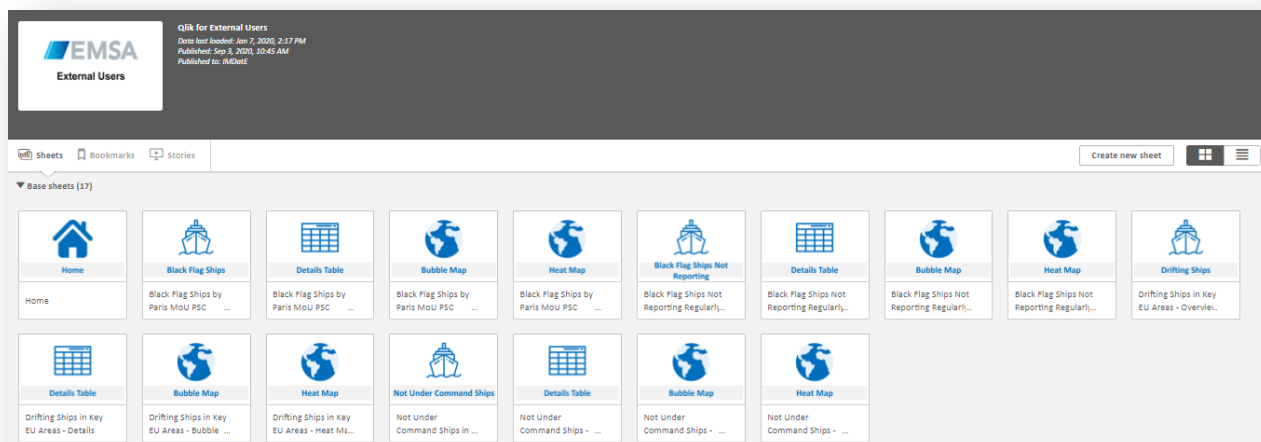 Qlik for External Users
Data last loaded: Jan 7, 2020, 2:17 PM
Published: Sep 3, 2020, 10:45 AM
Published to: IMDatE
EMSA
External Users
Sheets Bookmarks Stories
Create new sheet
Base sheets (17)
Home
Home
Black Flag Ships
Black Flag Ships by
Paris MoU PSC ...
Details Table
Black Flag Ships by
Paris MoU PSC ...
Bubble Map
Black Flag Ships by
Paris MoU PSC ...
Heat Map
Black Flag Ships by
Paris MoU PSC ...
Black Flag Ships Not
Reporting
Black Flag Ships Not
Reporting Regularly...
Details Table
Black Flag Ships Not
Reporting Regularly...
Bubble Map
Black Flag Ships Not
Reporting Regularly...
Heat Map
Black Flag Ships Not
Reporting Regularly...
Drifting Ships
Drifting Ships in Key
EU Areas - Overview...
Details Table
Drifting Ships in Key
EU Areas - Details
Bubble Map
Drifting Ships in Key
EU Areas - Bubble ...
Heat Map
Drifting Ships in Key
EU Areas - Heat Ma...
Not Under Command Ships
Not Under
Command Ships in ...
Details Table
Not Under
Command Ships - ...
Bubble Map
Not Under
Command Ships - ...
Heat Map
Not Under
Command Ships - ...